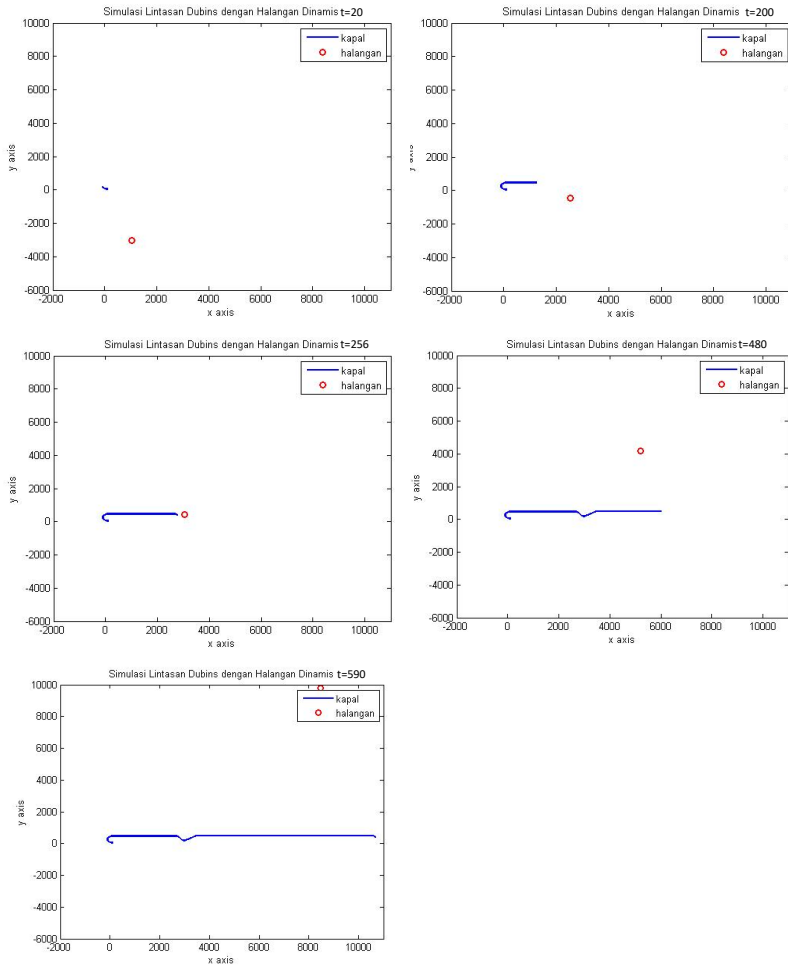 Simulasi Lintasan Dubins dengan Halangan Dinamis t=20
10000
8000
6000
4000
2000
0
-2000
-4000
-6000
y axis
kapal
halangan
-2000 0 2000 4000 6000 8000 10000
x axis
Simulasi Lintasan Dubins dengan Halangan Dinamis t=200
10000
8000
6000
4000
2000
0
-2000
-4000
-6000
kapal
halangan
-2000 0 2000 4000 6000 8000 10000
x axis
Simulasi Lintasan Dubins dengan Halangan Dinamis t=256
10000
8000
6000
4000
2000
0
-2000
-4000
-6000
y axis
kapal
halangan
-2000 0 2000 4000 6000 8000 10000
x axis
Simulasi Lintasan Dubins dengan Halangan Dinamis t=480
10000
8000
6000
4000
2000
0
-2000
-4000
-6000
y axis
kapal
halangan
-2000 0 2000 4000 6000 8000 10000
x axis
Simulasi Lintasan Dubins dengan Halangan Dinamis t=590
10000
8000
6000
4000
2000
0
-2000
-4000
-6000
y axis
kapal
halangan
-2000 0 2000 4000 6000 8000 10000
x axis